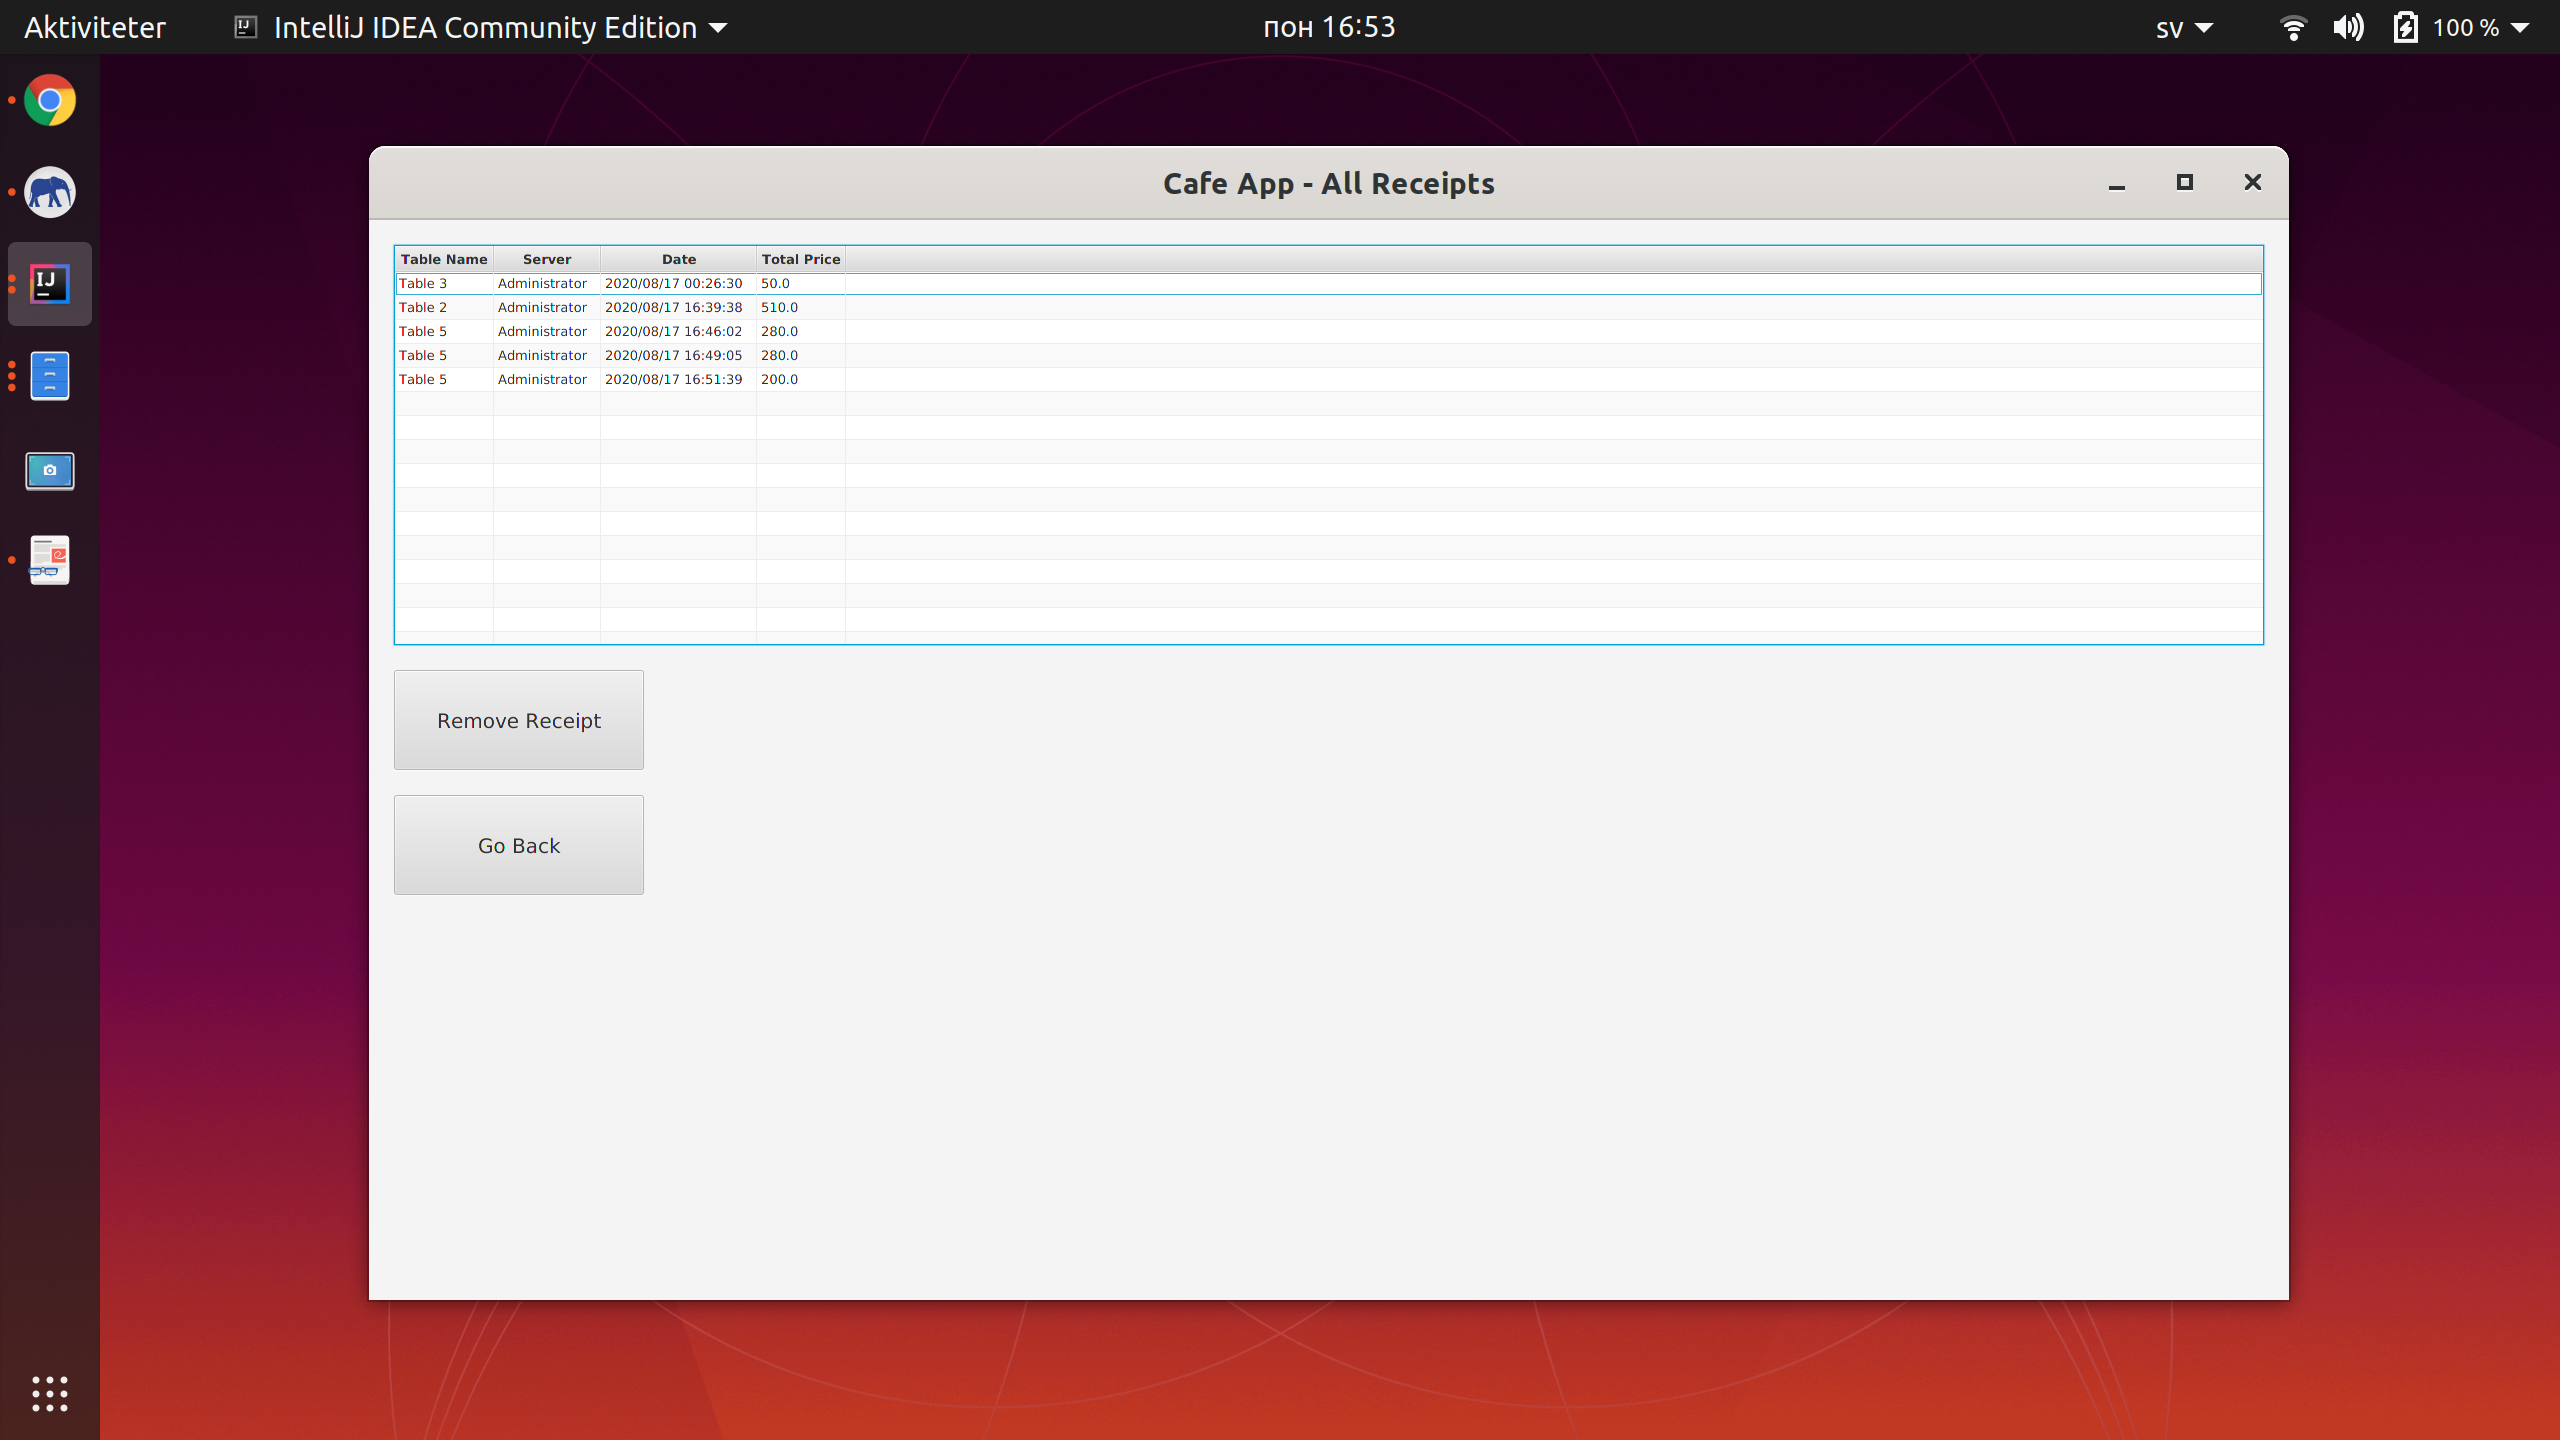 Aktiviteter IntelliJ IDEA Community Edition пон 16:53 sv 100 %
Cafe App - All Receipts
Table Name Server Date Total Price
Table 3 Administrator 2020/08/17 00:26:30 50.0
Table 2 Administrator 2020/08/17 16:39:38 510.0
Table 5 Administrator 2020/08/17 16:46:02 280.0
Table 5 Administrator 2020/08/17 16:49:05 280.0
Table 5 Administrator 2020/08/17 16:51:39 200.0
Remove Receipt
Go Back
IJ